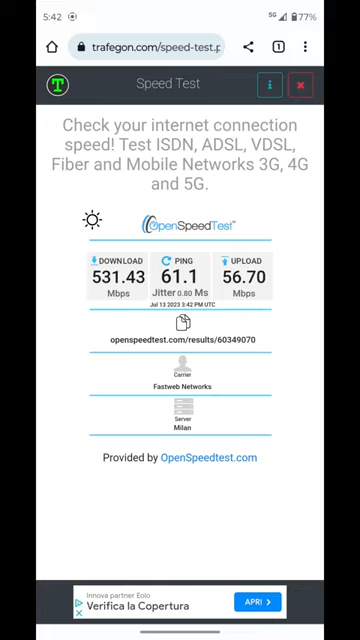 5:42
5G
77%
trafegon.com/speed-test.p
1
T
Speed Test
i
Check your internet connection
speed! Test ISDN, ADSL, VDSL,
Fiber and Mobile Networks 3G, 4G
and 5G.
OpenSpeedTest™
DOWNLOAD PING UPLOAD
531.43 61.1 56.70
Mbps Jitter 0.80 Ms Mbps
Jul 13 2023 3:42 PM UTC
openspeedtest.com/results/60349070
Carrier
Fastweb Networks
Server
Milan
Provided by OpenSpeedtest.com
Innova partner Eolo
Verifica la Copertura
APRI